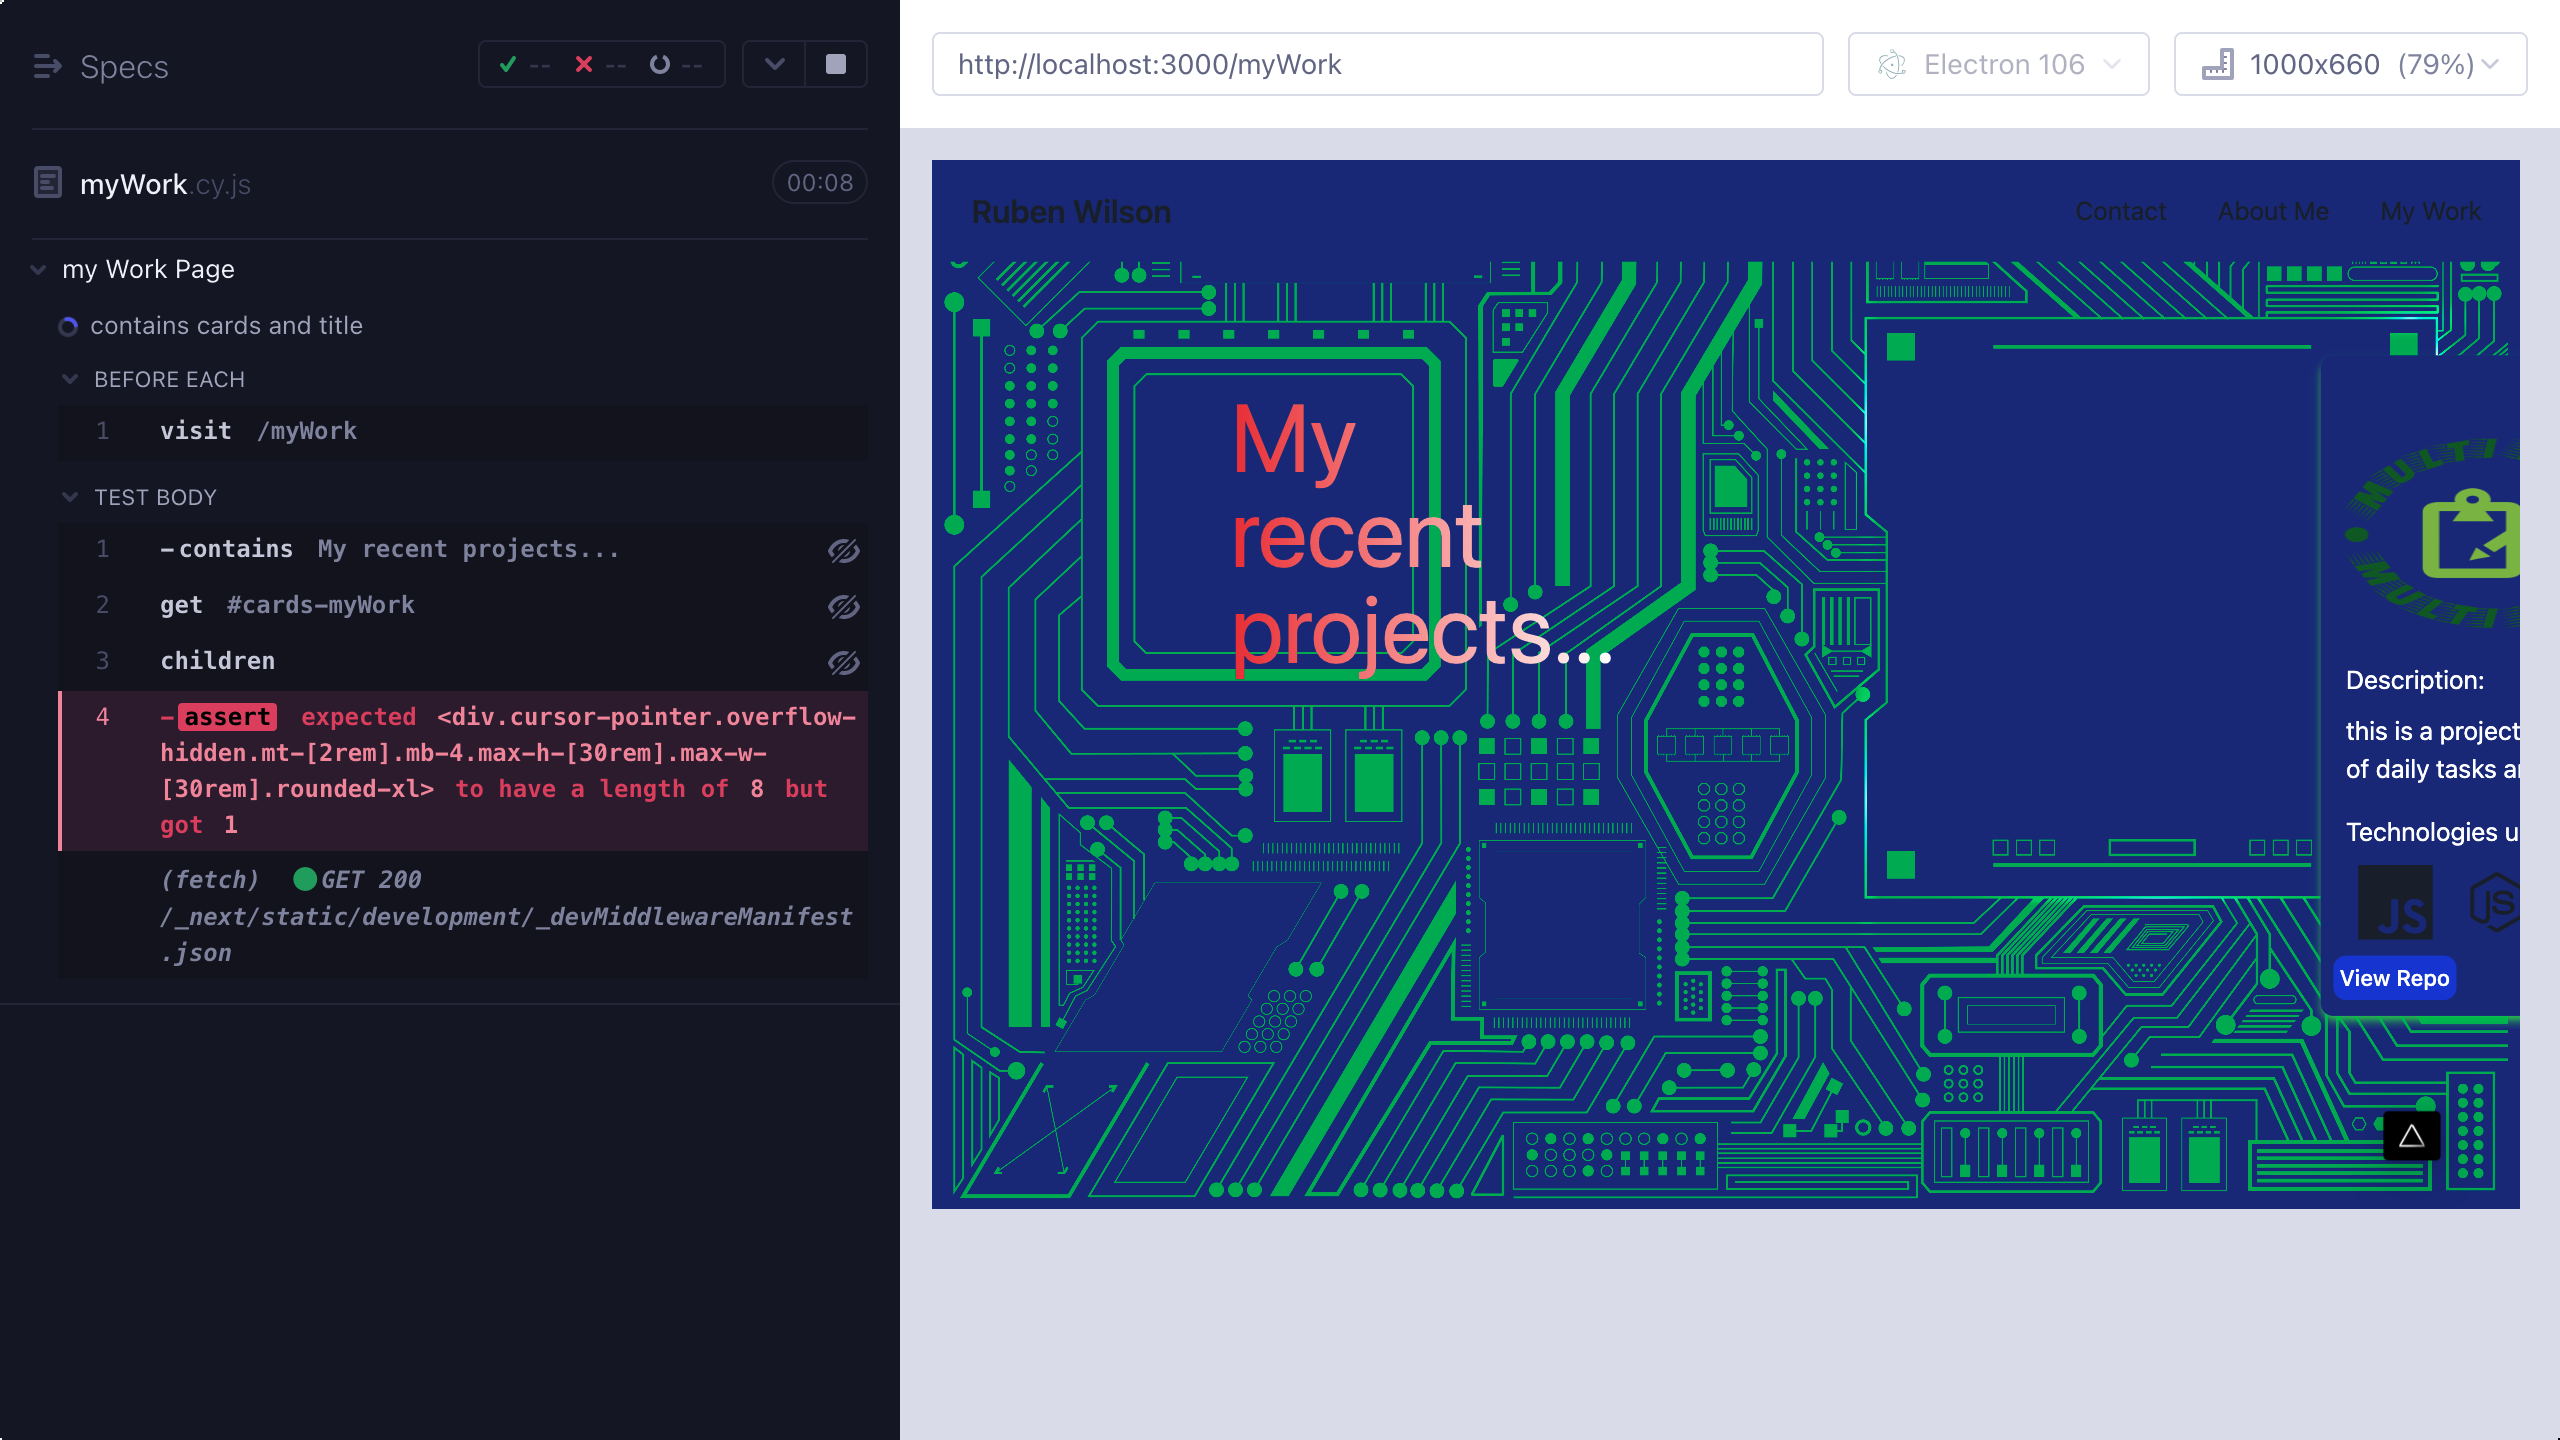 Specs
-- -- --
myWork.cy.js
00:08
my Work Page
contains cards and title
BEFORE EACH
1 visit /myWork
TEST BODY
1 -contains My recent projects...
2 get #cards-myWork
3 children
4 -assert expected <div.cursor-pointer.overflow-
hidden.mt-[2rem].mb-4.max-h-[30rem].max-w-
[30rem].rounded-xl> to have a length of 8 but
got 1
(fetch) GET 200
/_next/static/development/_devMiddlewareManifest
.json
http://localhost:3000/myWork
Electron 106
1000x660 (79%)
Ruben Wilson
Contact About Me My Work
My
recent
projects...
MULTI
MULTI
Description:
this is a project
of daily tasks a
Technologies u
JS JS
View Repo